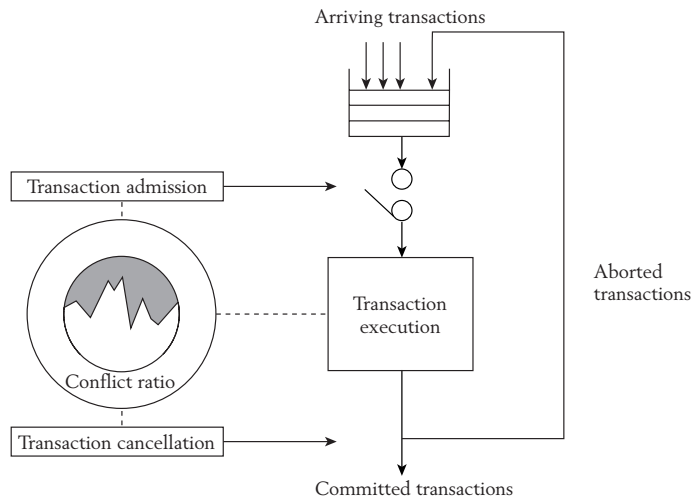 Arriving transactions
Transaction admission
Transaction
execution
Aborted
transactions
Conflict ratio
Transaction cancellation
Committed transactions